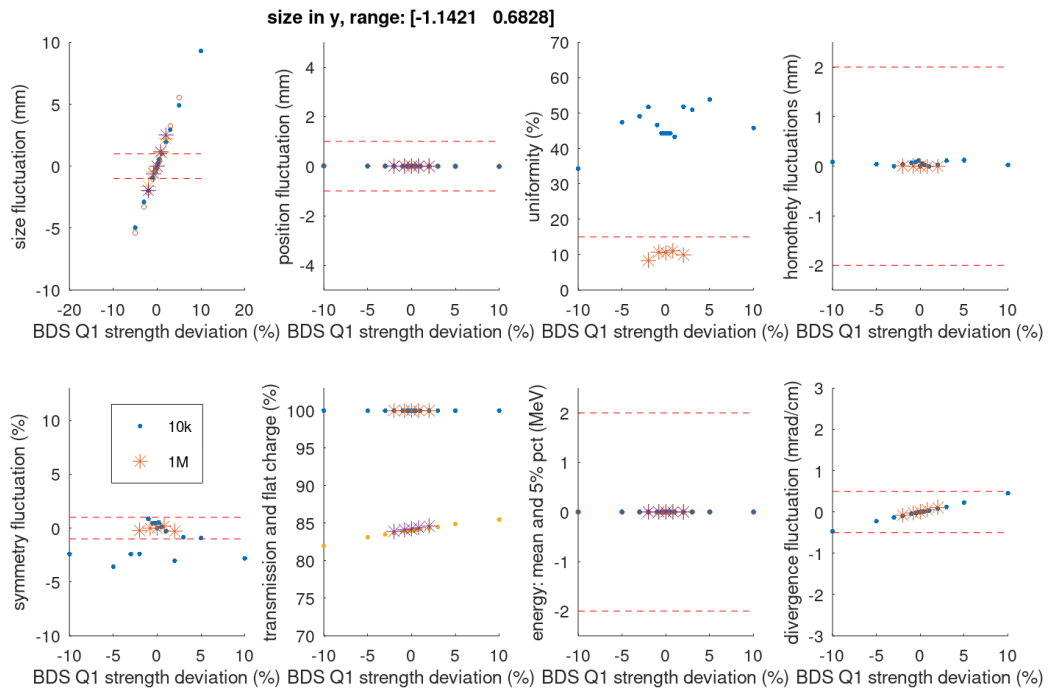 size in y, range: [-1.1421 0.6828]
size fluctuation (mm)
10
5
0
-5
-10
-20 -10 0 10 20
BDS Q1 strength deviation (%)
position fluctuation (mm)
4
2
0
-2
-4
-10 -5 0 5 10
BDS Q1 strength deviation (%)
uniformity (%)
70
60
50
40
30
20
10
0
-10 -5 0 5 10
BDS Q1 strength deviation (%)
homothety fluctuations (mm)
2
1
0
-1
-2
-10 -5 0 5 10
BDS Q1 strength deviation (%)
symmetry fluctuation (%)
10
5
0
-5
-10
10k
1M
-10 -5 0 5 10
BDS Q1 strength deviation (%)
transmission and flat charge (%)
100
90
80
70
-10 -5 0 5 10
BDS Q1 strength deviation (%)
energy: mean and 5% pct (MeV)
2
1
0
-1
-2
-10 -5 0 5 10
BDS Q1 strength deviation (%)
divergence fluctuation (mrad/cm)
3
2
1
0
-1
-2
-3
-10 -5 0 5 10
BDS Q1 strength deviation (%)